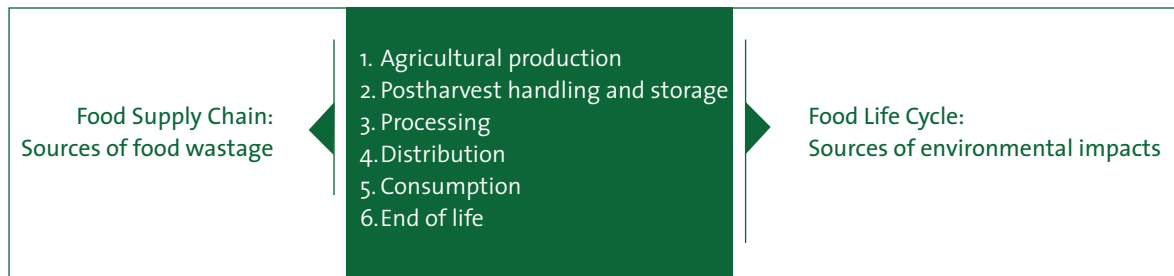 Food Supply Chain:
Sources of food wastage
1. Agricultural production
2. Postharvest handling and storage
3. Processing
4. Distribution
5. Consumption
6. End of life
Food Life Cycle:
Sources of environmental impacts